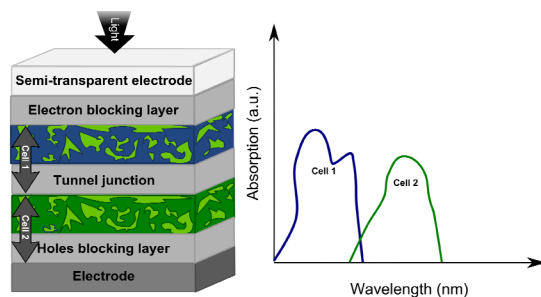 Light
Semi-transparent electrode
Electron blocking layer
Cell 1
Tunnel junction
Cell 2
Holes blocking layer
Electrode
Absorption (a.u.)
Cell 1
Cell 2
Wavelength (nm)